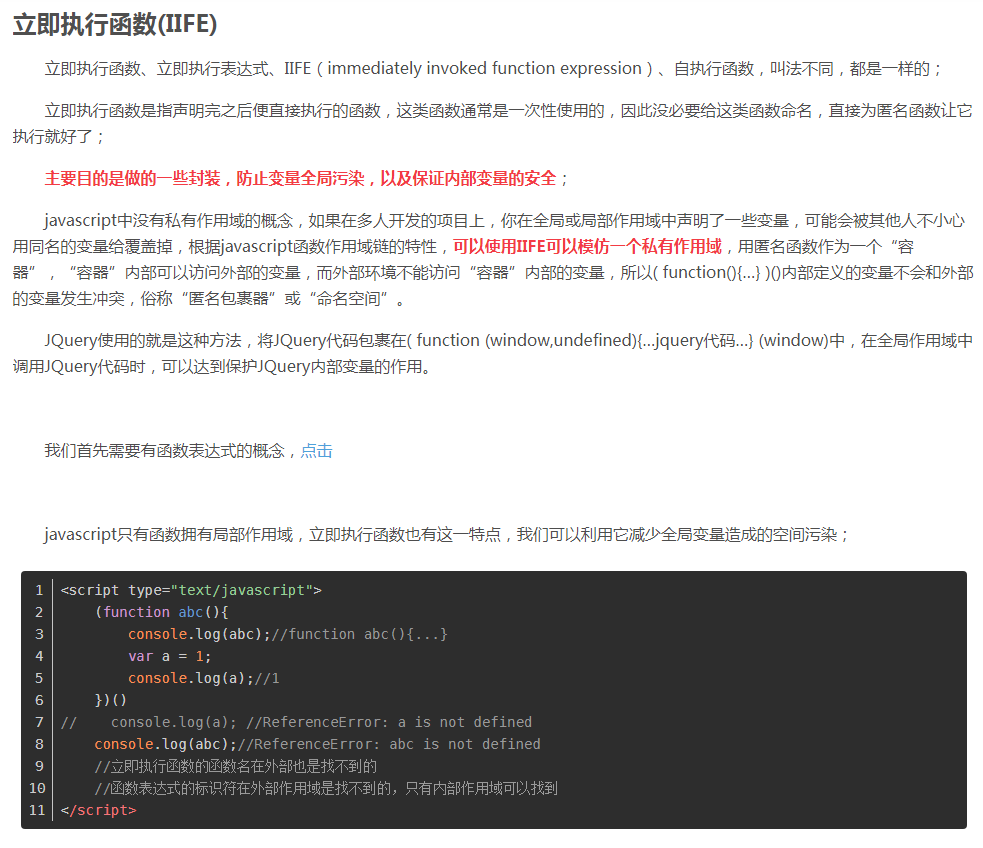 立即执行函数(IIFE)
立即执行函数、立即执行表达式、IIFE（immediately invoked function expression）、自执行函数，叫法不同，都是一样的；
立即执行函数是指声明完之后便直接执行的函数，这类函数通常是一次性使用的，因此没必要给这类函数命名，直接为匿名函数让它
执行就好了；
主要目的是做的一些封装，防止变量全局污染，以及保证内部变量的安全；
javascript中没有私有作用域的概念，如果在多人开发的项目上，你在全局或局部作用域中声明了一些变量，可能会被其他人不小心
用同名的变量给覆盖掉，根据javascript函数作用域链的特性，可以使用IIFE可以模仿一个私有作用域，用匿名函数作为一个“容
器”，“容器”内部可以访问外部的变量，而外部环境不能访问“容器”内部的变量，所以( function(){...} )()内部定义的变量不会和外部
的变量发生冲突，俗称“匿名包裹器”或“命名空间”。
JQuery使用的就是这种方法，将JQuery代码包裹在( function (window,undefined){...jquery代码...} (window)中，在全局作用域中
调用JQuery代码时，可以达到保护JQuery内部变量的作用。
我们首先需要有函数表达式的概念，点击
javascript只有函数拥有局部作用域，立即执行函数也有这一特点，我们可以利用它减少全局变量造成的空间污染；
1 <script type="text/javascript">
2     (function abc(){
3         console.log(abc);//function abc(){...}
4         var a = 1;
5         console.log(a);//1
6     })()
7 //    console.log(a); //ReferenceError: a is not defined
8     console.log(abc);//ReferenceError: abc is not defined
9     //立即执行函数的函数名在外部也是找不到的
10     //函数表达式的标识符在外部作用域是找不到的，只有内部作用域可以找到
11 </script>